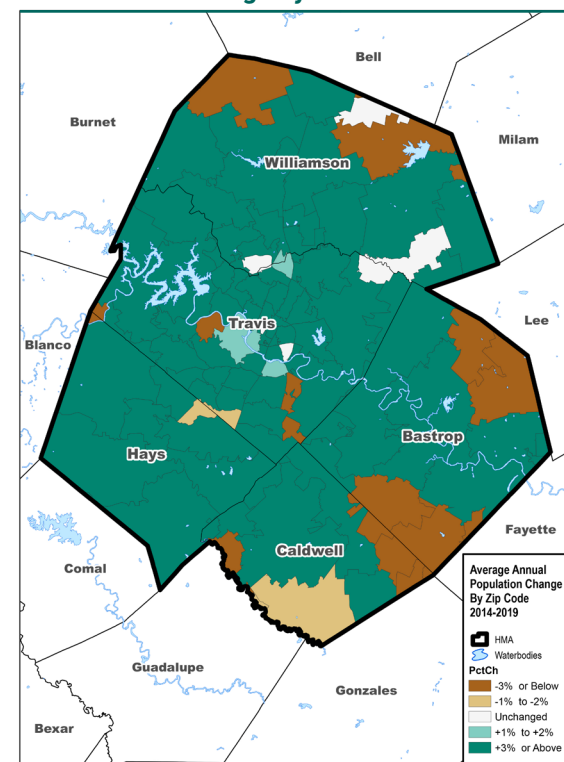 Bell
Burnet
Milam
Williamson
Lee
Travis
Blanco
Bastrop
Hays
Fayette
Caldwell
Comal
Guadalupe
Gonzales
Bexar
Average Annual
Population Change
By Zip Code
2014-2019
HMA
Waterbodies
PctCh
-3% or Below
-1% to -2%
Unchanged
+1% to +2%
+3% or Above